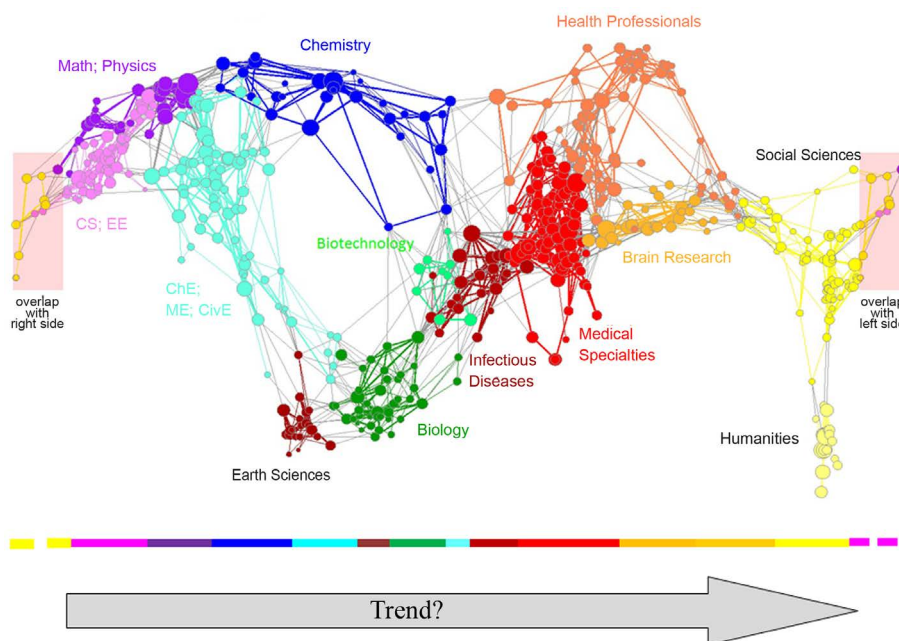 Health Professionals
Chemistry
Math; Physics
Social Sciences
CS; EE
Biotechnology
Brain Research
ChE;
ME; CivE
overlap
with
right side
overlap
with
left side
Medical
Specialties
Infectious
Diseases
Biology
Humanities
Earth Sciences
Trend?